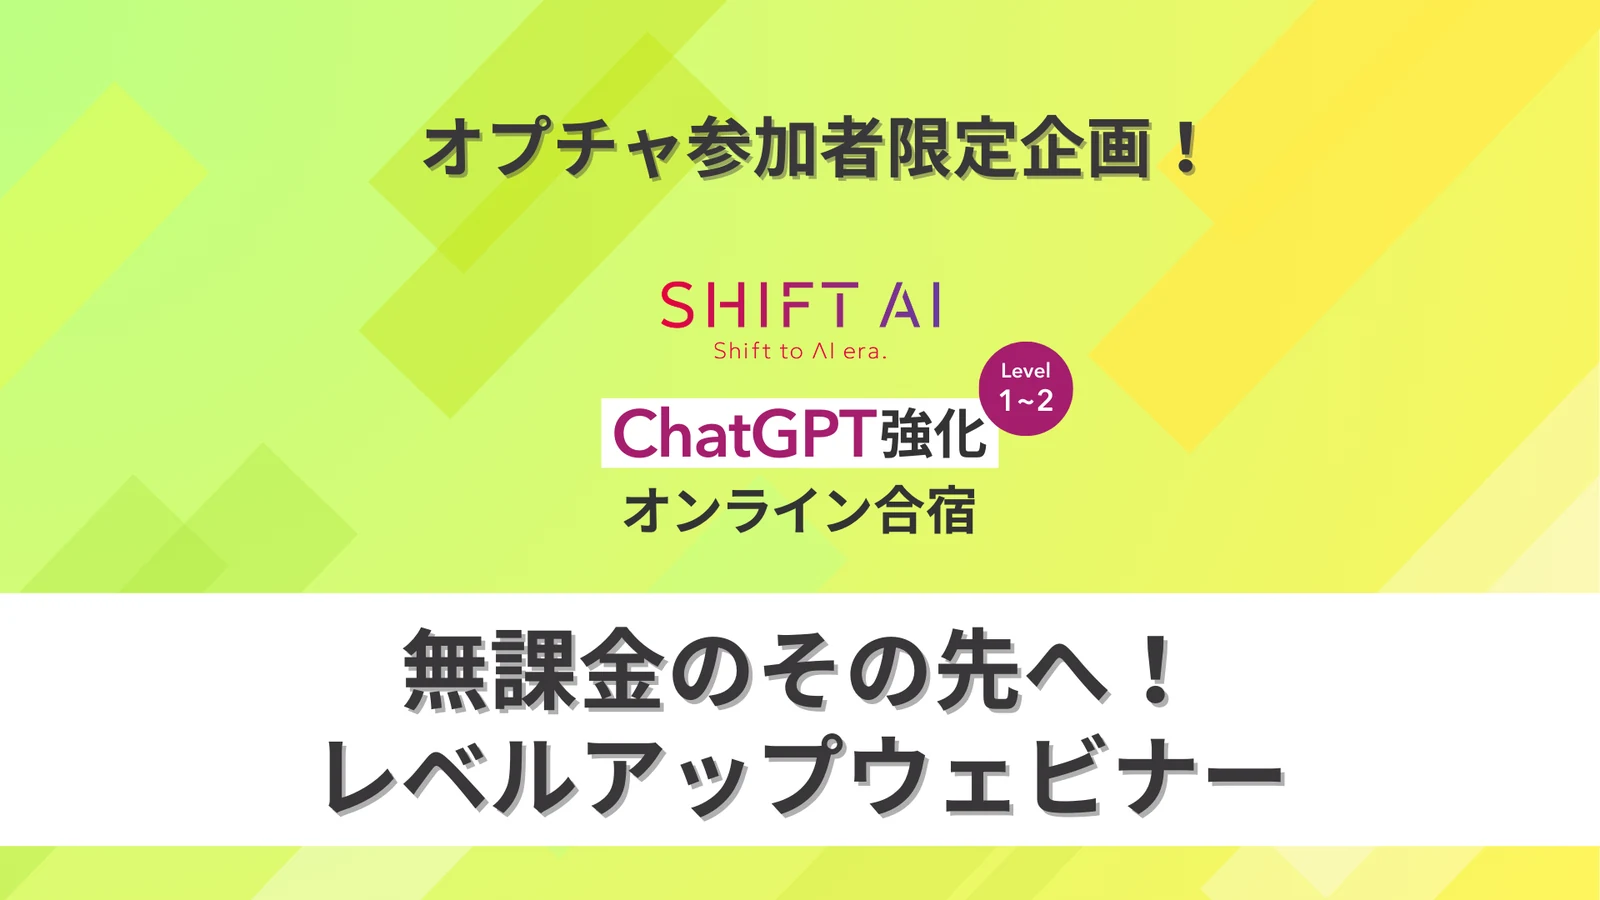 オプチャ参加者限定企画！
SHIFT AI
Shift to AI era.
Level
1~2
ChatGPT強化
オンライン合宿
無課金のその先へ！
レベルアップウェビナー